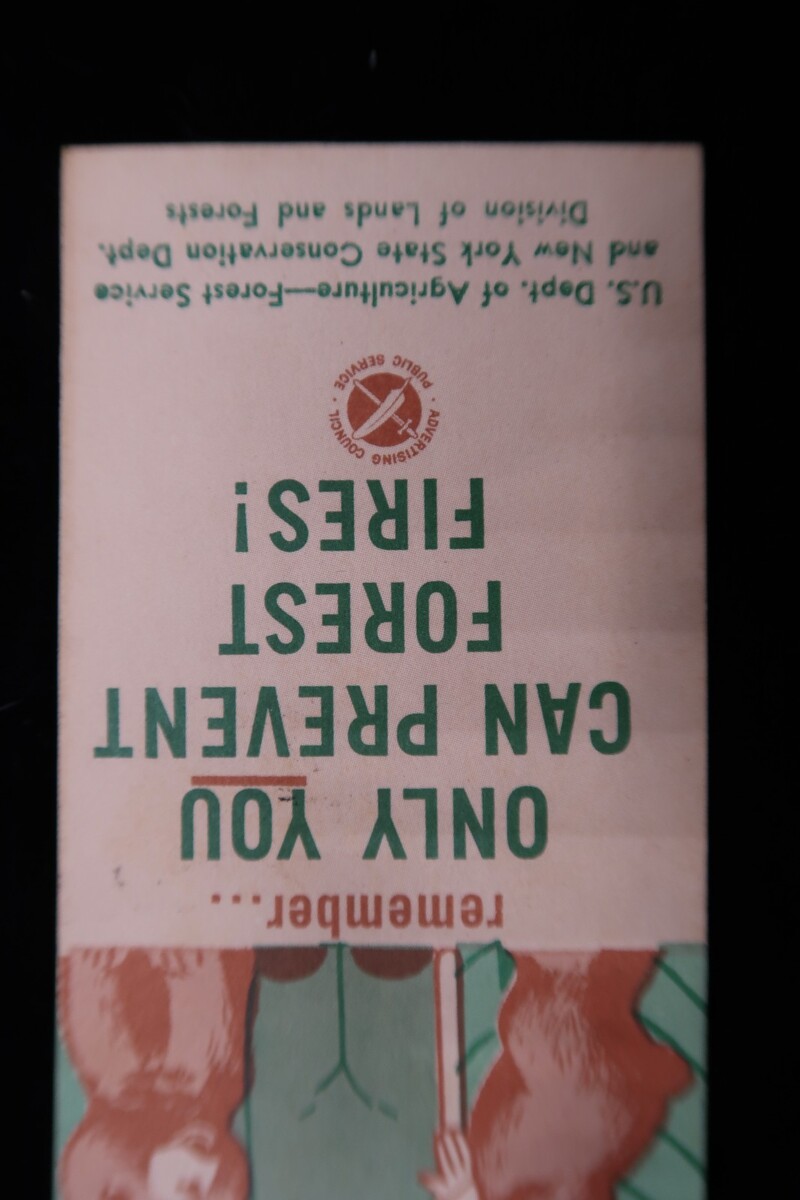 remember...
ONLY YOU
CAN PREVENT
FOREST
FIRES!
ADVERTISING COUNCIL · PUBLIC SERVICE ·
U.S. Dept. of Agriculture—Forest Service
and New York State Conservation Dept.
Division of Lands and Forests